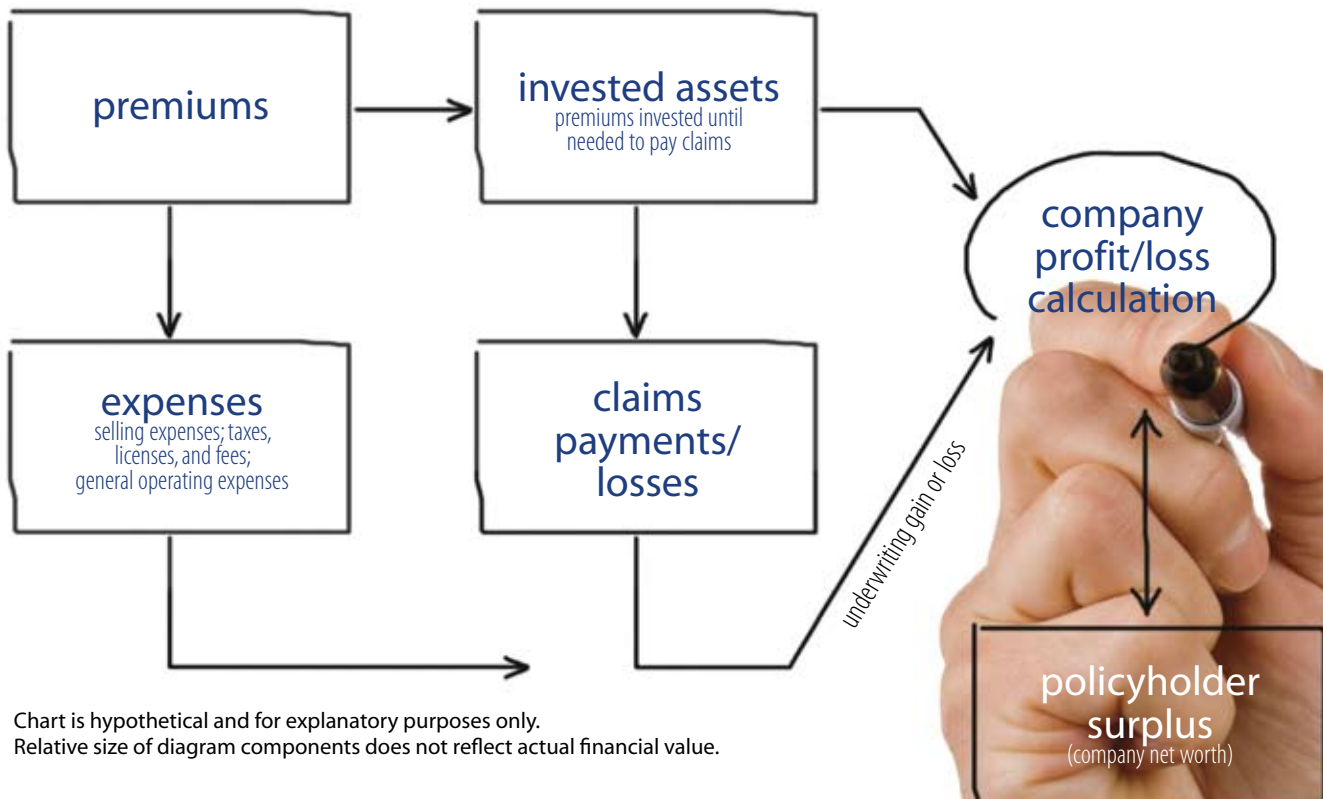 premiums
invested assets
premiums invested until
needed to pay claims
company
profit/loss
calculation
expenses
selling expenses; taxes,
licenses, and fees;
general operating expenses
claims
payments/
losses
underwriting gain or loss
policyholder
surplus
(company net worth)
Chart is hypothetical and for explanatory purposes only.
Relative size of diagram components does not reflect actual financial value.